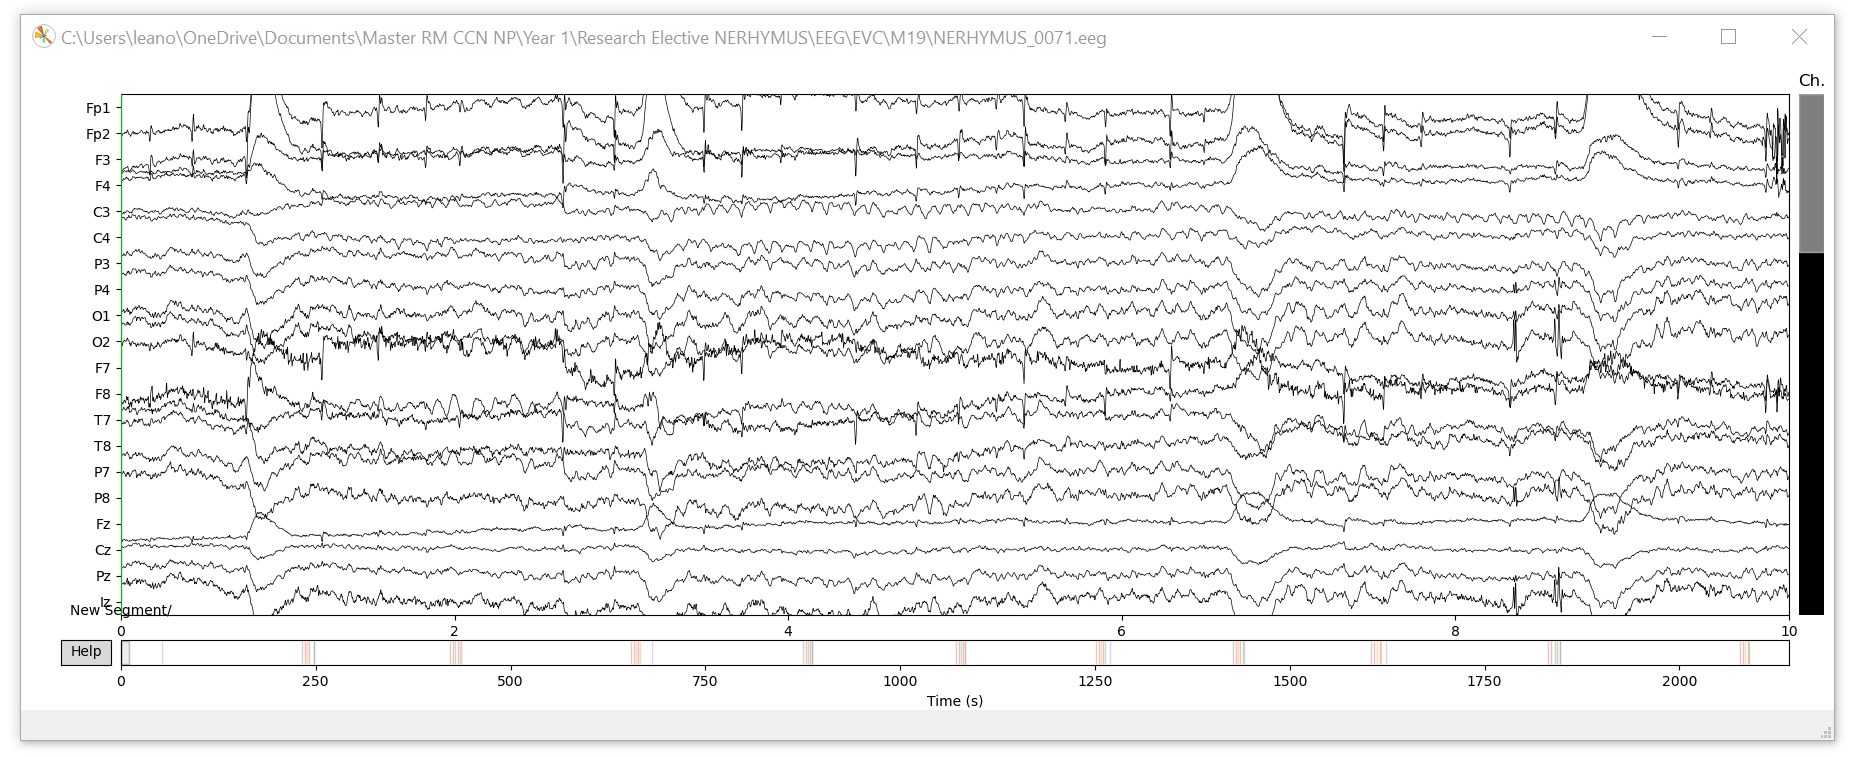 C:\Users\leano\OneDrive\Documents\Master RM CCN NP\Year 1\Research Elective NERHYMUS\EEG\EVC\M19\NERHYMUS_0071.eeg
Ch.
Fp1
Fp2
F3
F4
C3
C4
P3
P4
O1
O2
F7
F8
T7
T8
P7
P8
Fz
Cz
Pz
Iz
New Segment/
0 2 4 6 8 10
Help
0 250 500 750 1000 1250 1500 1750 2000
Time (s)